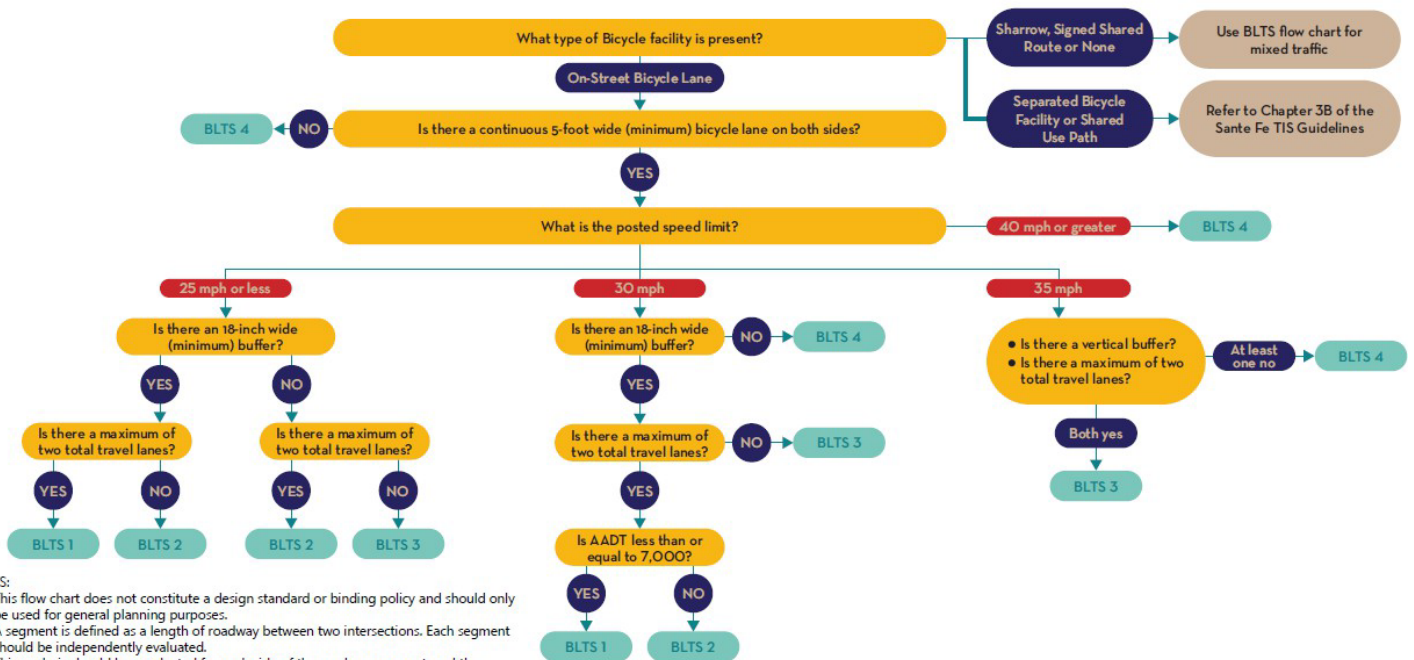 What type of Bicycle facility is present?
Sharrow, Signed Shared
Route or None
Use BLTS flow chart for
mixed traffic
On-Street Bicycle Lane
Separated Bicycle
Facility or Shared
Use Path
Refer to Chapter 3B of the
Sante Fe TIS Guidelines
BLTS 4
NO
Is there a continuous 5-foot wide (minimum) bicycle lane on both sides?
YES
What is the posted speed limit?
40 mph or greater
BLTS 4
25 mph or less
30 mph
35 mph
Is there an 18-inch wide
(minimum) buffer?
YES
NO
Is there a maximum of
two total travel lanes?
Is there a maximum of
two total travel lanes?
YES
NO
YES
NO
BLTS 1
BLTS 2
BLTS 2
BLTS 3
Is there an 18-inch wide
(minimum) buffer?
NO
BLTS 4
YES
Is there a maximum of
two total travel lanes?
NO
BLTS 3
YES
Is AADT less than or
equal to 7,000?
YES
NO
BLTS 1
BLTS 2
• Is there a vertical buffer?
• Is there a maximum of two
total travel lanes?
At least
one no
BLTS 4
Both yes
BLTS 3
S:
his flow chart does not constitute a design standard or binding policy and should only
e used for general planning purposes.
segment is defined as a length of roadway between two intersections. Each segment
hould be independently evaluated.